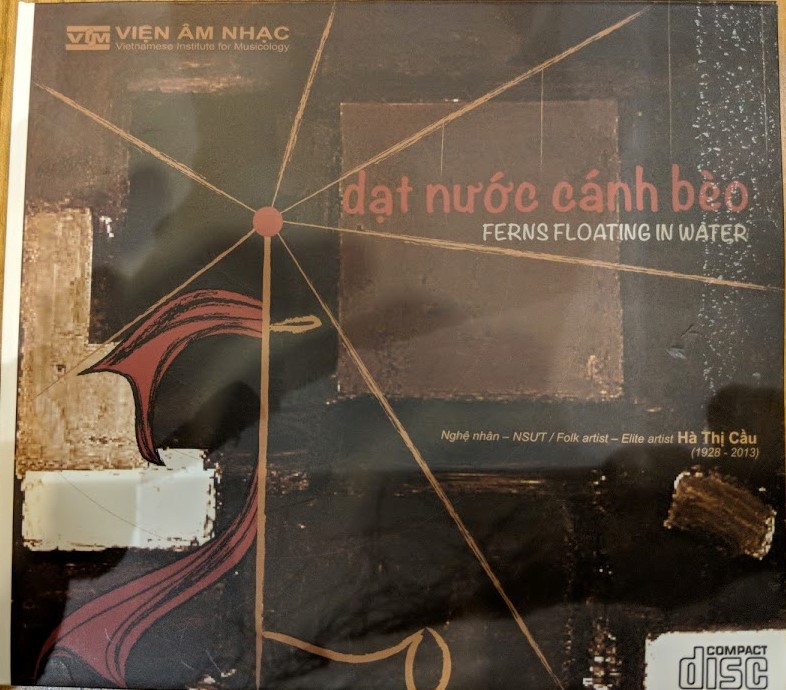 VIM VIỆN ÂM NHẠC
Vietnamese Institute for Musicology
dạt nước cánh bèo
FERNS FLOATING IN WATER
Nghệ nhân – NSƯT / Folk artist – Elite artist Hà Thị Cầu
(1928 - 2013)
COMPACT
disc